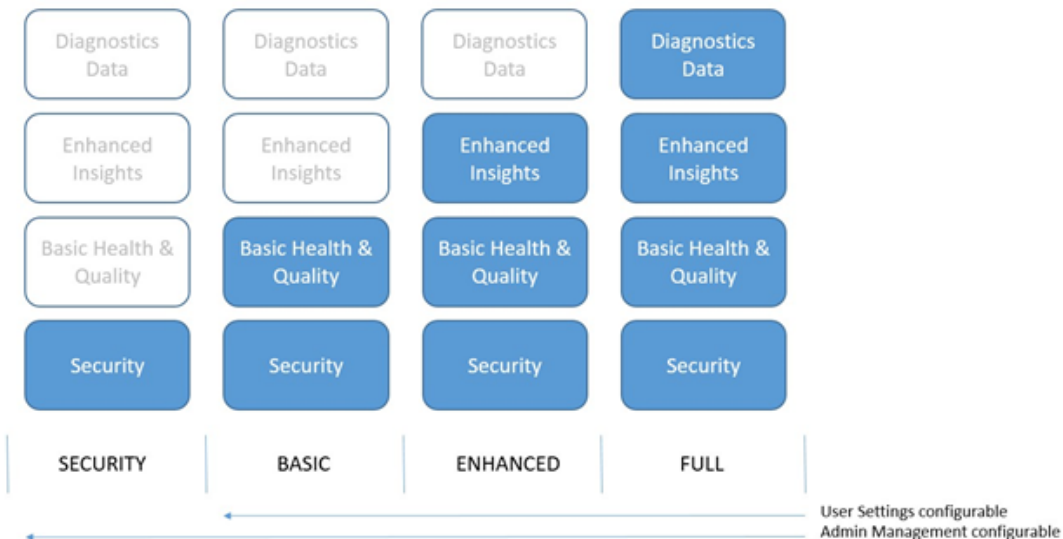 Diagnostics
Data
Diagnostics
Data
Diagnostics
Data
Diagnostics
Data
Enhanced
Insights
Enhanced
Insights
Enhanced
Insights
Enhanced
Insights
Basic Health &
Quality
Basic Health &
Quality
Basic Health &
Quality
Basic Health &
Quality
Security
Security
Security
Security
SECURITY
BASIC
ENHANCED
FULL
User Settings configurable
Admin Management configurable